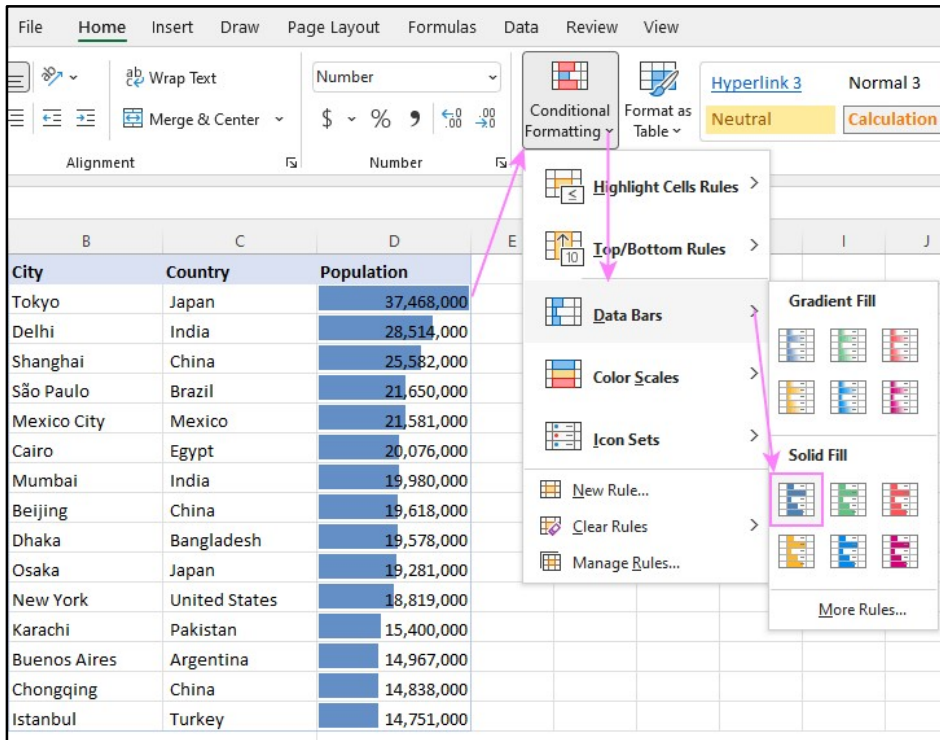 File Home Insert Draw Page Layout Formulas Data Review View
ab Wrap Text
c
Number
Merge & Center
$ % 9 .00 .00
.00 →0
Conditional Formatting
Format as Table
Hyperlink 3 Normal 3
Neutral Calculation
Alignment Number
B C D E I J
City Country Population
Tokyo Japan 37,468,000
Delhi India 28,514,000
Shanghai China 25,582,000
São Paulo Brazil 21,650,000
Mexico City Mexico 21,581,000
Cairo Egypt 20,076,000
Mumbai India 19,980,000
Beijing China 19,618,000
Dhaka Bangladesh 19,578,000
Osaka Japan 19,281,000
New York United States 18,819,000
Karachi Pakistan 15,400,000
Buenos Aires Argentina 14,967,000
Chongqing China 14,838,000
Istanbul Turkey 14,751,000
Highlight Cells Rules
10
Top/Bottom Rules
Data Bars
Color Scales
Icon Sets
New Rule...
Clear Rules
Manage Rules...
Gradient Fill
Solid Fill
More Rules...